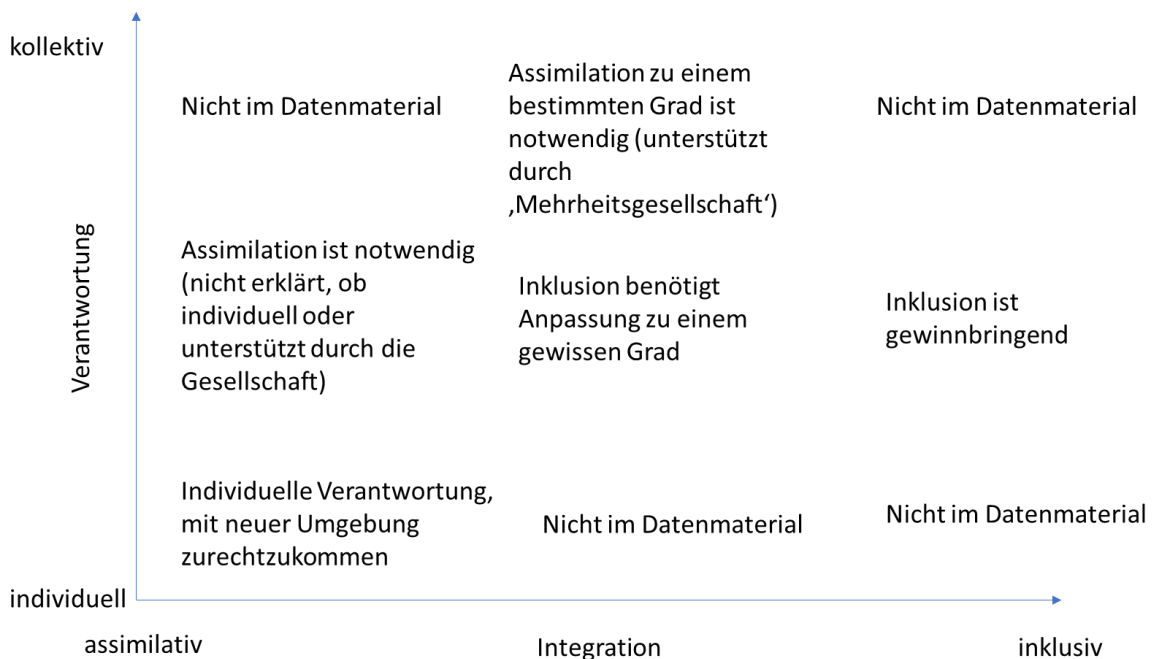 kollektiv
Nicht im Datenmaterial
Assimilation zu einem
bestimmten Grad ist
notwendig (unterstützt
durch
‚Mehrheitsgesellschaft‘)
Nicht im Datenmaterial
Verantwortung
Assimilation ist notwendig
(nicht erklärt, ob
individuell oder
unterstützt durch die
Gesellschaft)
Inklusion benötigt
Anpassung zu einem
gewissen Grad
Inklusion ist
gewinnbringend
Individuelle Verantwortung,
mit neuer Umgebung
zurechtzukommen
Nicht im Datenmaterial
Nicht im Datenmaterial
individuell
assimilativ
Integration
inklusiv